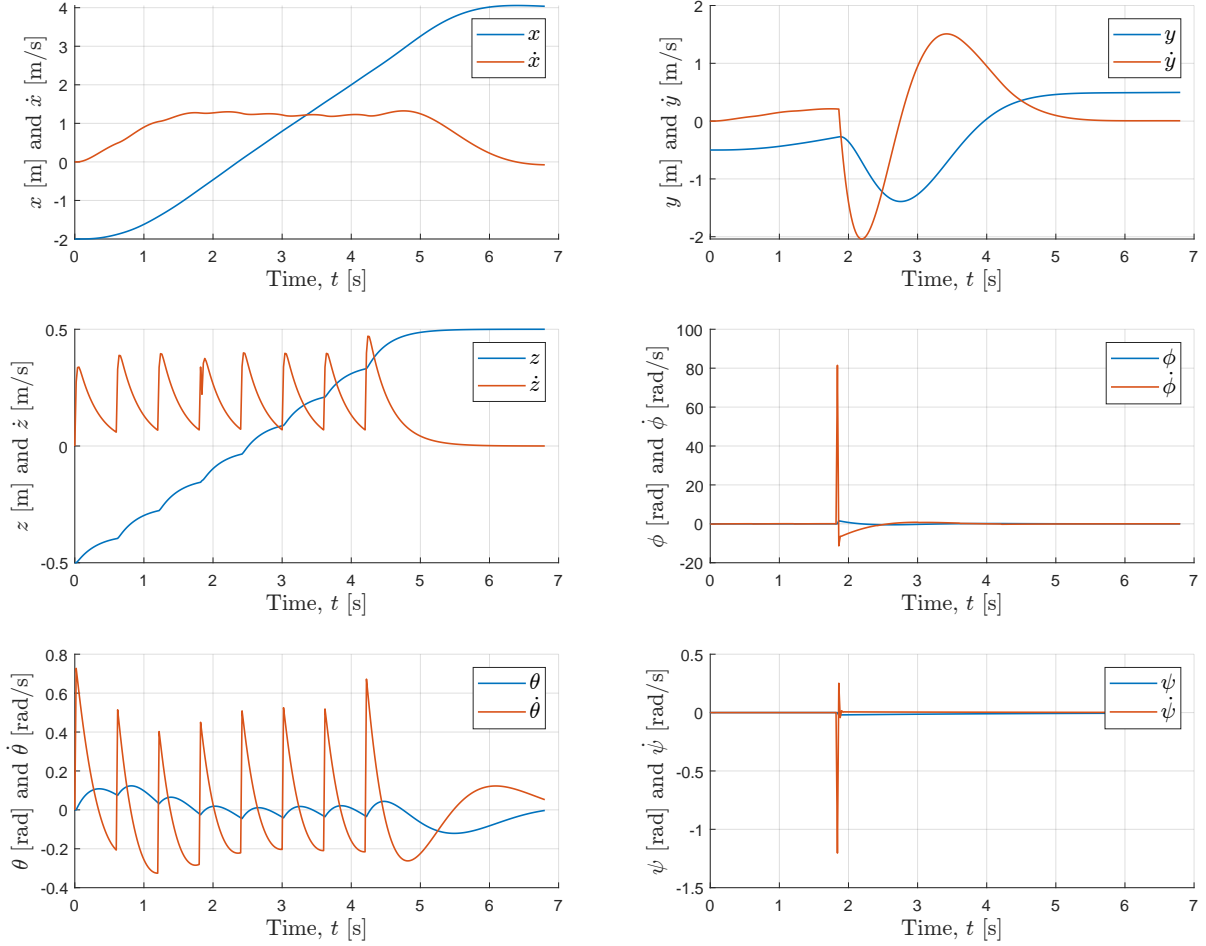 x [m] and ẋ [m/s]
4
3
2
1
0
-1
-2
x
ẋ
0 1 2 3 4 5 6 7
Time, t [s]
y [m] and ẏ [m/s]
2
1
0
-1
-2
y
ẏ
0 1 2 3 4 5 6 7
Time, t [s]
z [m] and ż [m/s]
0.5
0
-0.5
z
ż
0 1 2 3 4 5 6 7
Time, t [s]
ϕ [rad] and ϕ̇ [rad/s]
100
80
60
40
20
0
-20
ϕ
ϕ̇
0 1 2 3 4 5 6 7
Time, t [s]
θ [rad] and θ̇ [rad/s]
0.8
0.6
0.4
0.2
0
-0.2
-0.4
θ
θ̇
0 1 2 3 4 5 6 7
Time, t [s]
ψ [rad] and ψ̇ [rad/s]
0.5
0
-0.5
-1
-1.5
ψ
ψ̇
0 1 2 3 4 5 6 7
Time, t [s]